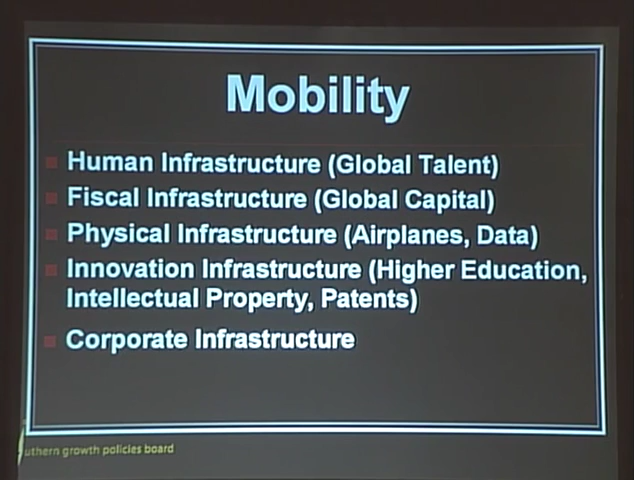 Mobility
Human Infrastructure (Global Talent)
Fiscal Infrastructure (Global Capital)
Physical Infrastructure (Airplanes, Data)
Innovation Infrastructure (Higher Education,
Intellectual Property, Patents)
Corporate Infrastructure
uthern growth policies board